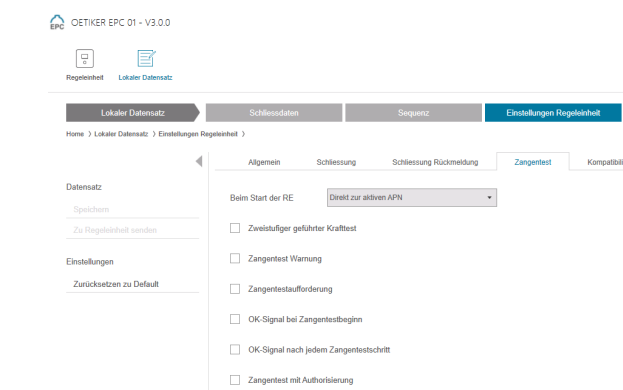 EPC OETIKER EPC 01 - V3.0.0
Regeleinheit Lokaler Datensatz
Lokaler Datensatz Schliessdaten Sequenz Einstellungen Regeleinheit
Home > Lokaler Datensatz > Einstellungen Regeleinheit >
Allgemein Schliessung Schliessung Rückmeldung Zangentest Kompatibili
Datensatz
Speichern
Zu Regeleinheit senden
Einstellungen
Zurücksetzen zu Default
Beim Start der RE Direkt zur aktiven APN
Zweistufiger geführter Krafttest
Zangentest Warnung
Zangentestaufforderung
OK-Signal bei Zangentestbeginn
OK-Signal nach jedem Zangentestschritt
Zangentest mit Authorisierung